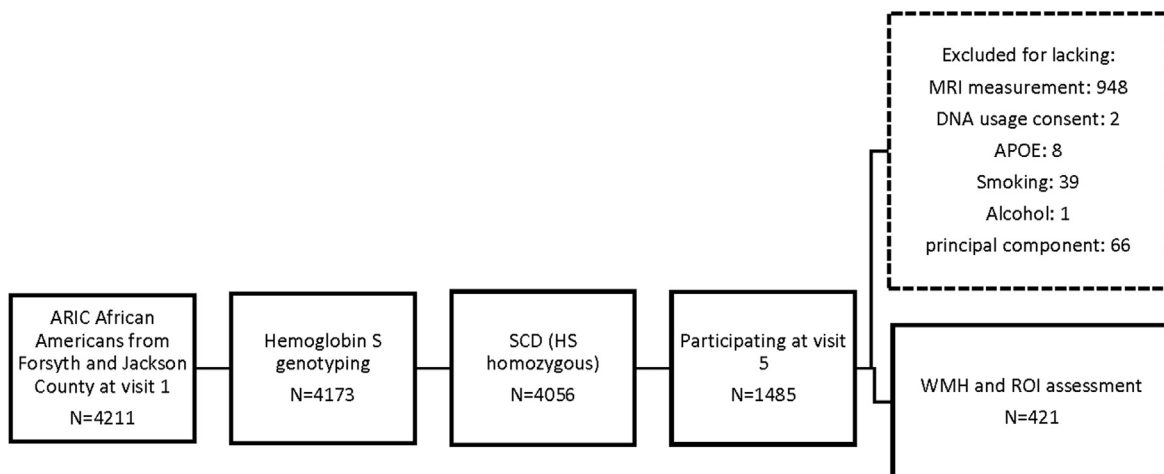 ARIC African
Americans from
Forsyth and Jackson
County at visit 1
N=4211
Hemoglobin S
genotyping
N=4173
SCD (HS
homozygous)
N=4056
Participating at visit
5
N=1485
Excluded for lacking:
MRI measurement: 948
DNA usage consent: 2
APOE: 8
Smoking: 39
Alcohol: 1
principal component: 66
WMH and ROI assessment
N=421